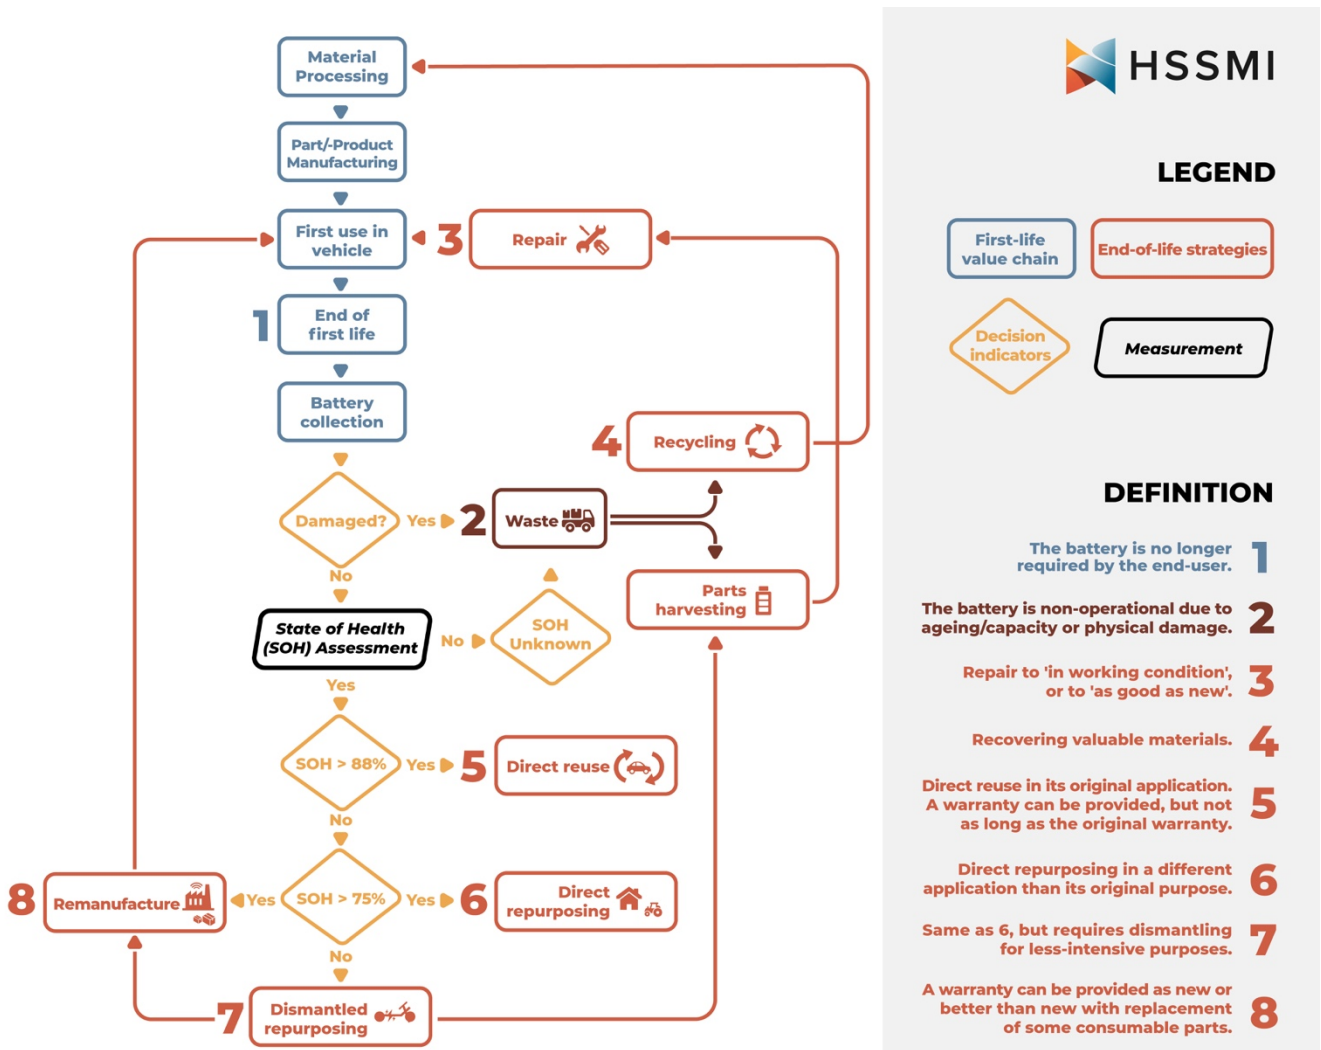 Material
Processing
Part/-Product
Manufacturing
First use in
vehicle
3
Repair
1
End of
first life
Battery
collection
4
Recycling
Damaged?
Yes
2
Waste
No
Parts
harvesting
State of Health
(SOH) Assessment
No
SOH
Unknown
Yes
SOH > 88%
Yes
5
Direct reuse
No
8
Remanufacture
Yes
SOH > 75%
Yes
6
Direct
repurposing
No
7
Dismantled
repurposing
HSSMI
LEGEND
First-life
value chain
End-of-life strategies
Decision
indicators
Measurement
DEFINITION
The battery is no longer
required by the end-user.
1
The battery is non-operational due to
ageing/capacity or physical damage.
2
Repair to 'in working condition',
or to 'as good as new'.
3
Recovering valuable materials.
4
Direct reuse in its original application.
A warranty can be provided, but not
as long as the original warranty.
5
Direct repurposing in a different
application than its original purpose.
6
Same as 6, but requires dismantling
for less-intensive purposes.
7
A warranty can be provided as new or
better than new with replacement
of some consumable parts.
8